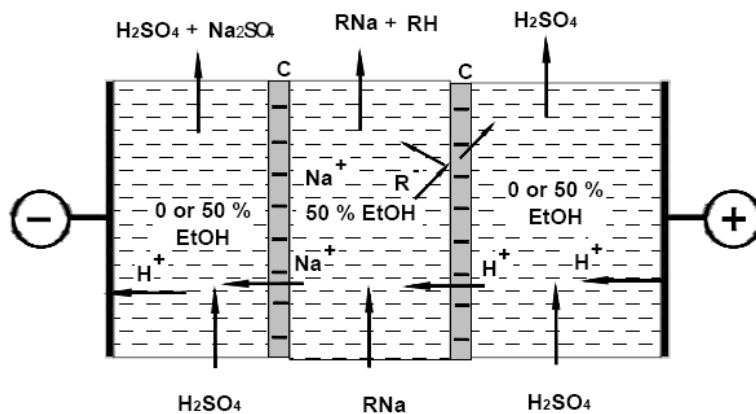 H2SO4 + Na2SO4
RNa + RH
H2SO4
C
C
Na+
R-
0 or 50 %
EtOH
50 % EtOH
0 or 50 %
EtOH
−
+
H+
Na+
H+
H+
H2SO4
RNa
H2SO4